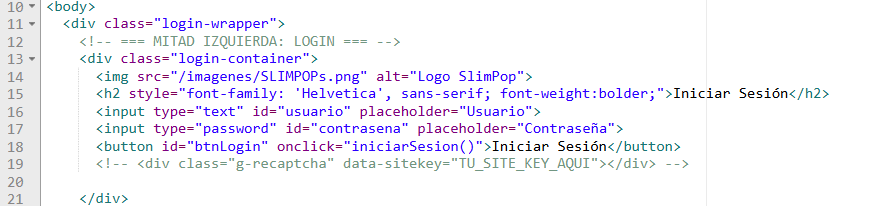 10 <body>
11 <div class="login-wrapper">
12 <!-- === MITAD IZQUIERDA: LOGIN === -->
13 <div class="login-container">
14 <img src="/imagenes/SLIMPOPs.png" alt="Logo SlimPop">
15 <h2 style="font-family: 'Helvetica', sans-serif; font-weight:bolder;">Iniciar Sesión</h2>
16 <input type="text" id="usuario" placeholder="Usuario">
17 <input type="password" id="contrasena" placeholder="Contraseña">
18 <button id="btnLogin" onclick="iniciarSesion()">Iniciar Sesión</button>
19 <!-- <div class="g-recaptcha" data-sitekey="TU_SITE_KEY_AQUI"></div> -->
20
21 </div>